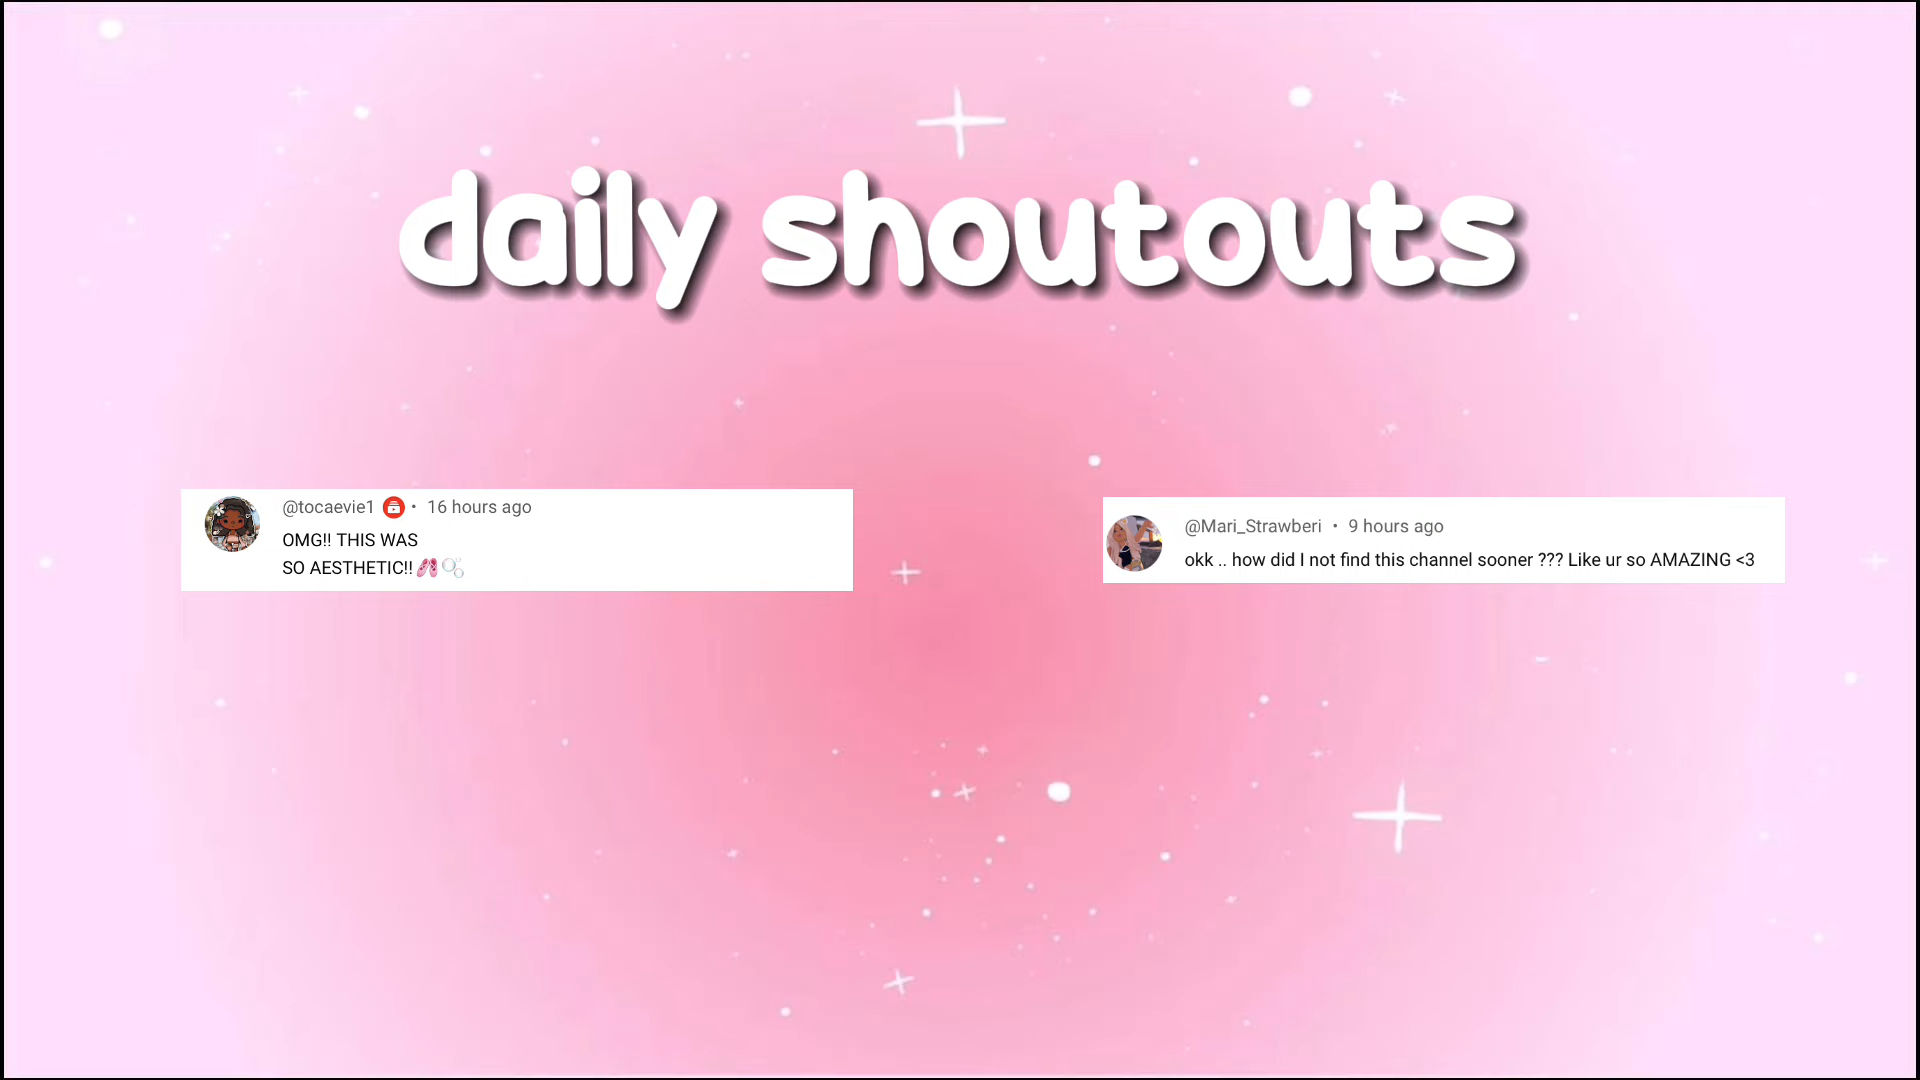 daily shoutouts
@tocaevie1 • 16 hours ago
OMG!! THIS WAS
SO AESTHETIC!! 🩰🫧
@Mari_Strawberi • 9 hours ago
okk .. how did I not find this channel sooner ??? Like ur so AMAZING <3